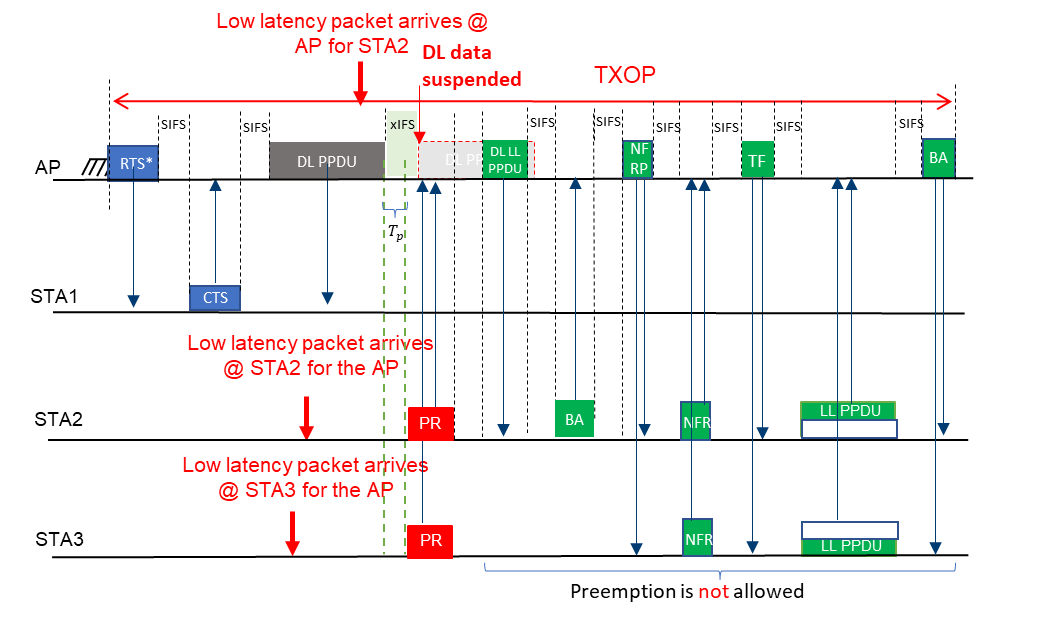 Low latency packet arrives @
AP for STA2
DL data
suspended
TXOP
SIFS
SIFS
xIFS
SIFS
SIFS
SIFS
SIFS
SIFS
SIFS
AP
RTS*
DL PPDU
DL PP
DL LL
PPDU
NF
RP
TF
BA
Tp
STA1
CTS
Low latency packet arrives
@ STA2 for the AP
STA2
PR
BA
NFR
LL PPDU
Low latency packet arrives
@ STA3 for the AP
STA3
PR
NFR
LL PPDU
Preemption is not allowed